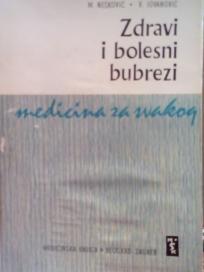 M. NEŠKOVIĆ • V. JOVANOVIĆ
Zdravi
i bolesni
bubrezi
medicina za svakog
MEDICINSKA KNJIGA • BEOGRAD-ZAGREB